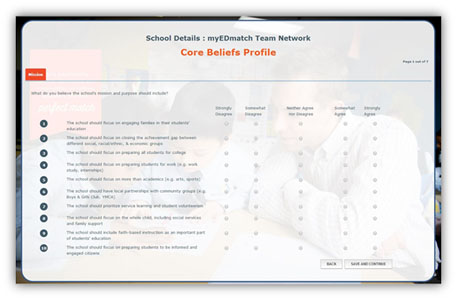 School Details : myEDmatch Team Network
Core Beliefs Profile
Page 1 out of 7
Mission
What do you believe the school's mission and purpose should include?
perfect match
Strongly Disagree Somewhat Disagree Neither Agree Nor Disagree Somewhat Agree Strongly Agree
1 The school should focus on engaging families in their students'
education
2 The school should focus on closing the achievement gap between
different social, racial/ethnic, & economic groups
3 The school should focus on preparing all students for college
4 The school should focus on preparing students for work (e.g. work
study, internships)
5 The school should focus on more than academics (e.g. arts, sports)
6 The school should have local partnerships with community groups (e.g.
Boys & Girls Club, YMCA)
7 The school should prioritize service learning and student volunteerism
8 The school should focus on the whole child, including social services
and family support
9 The school should include faith-based instruction as an important part
of students' education
10 The school should focus on preparing students to be informed and
engaged citizens
BACK SAVE AND CONTINUE